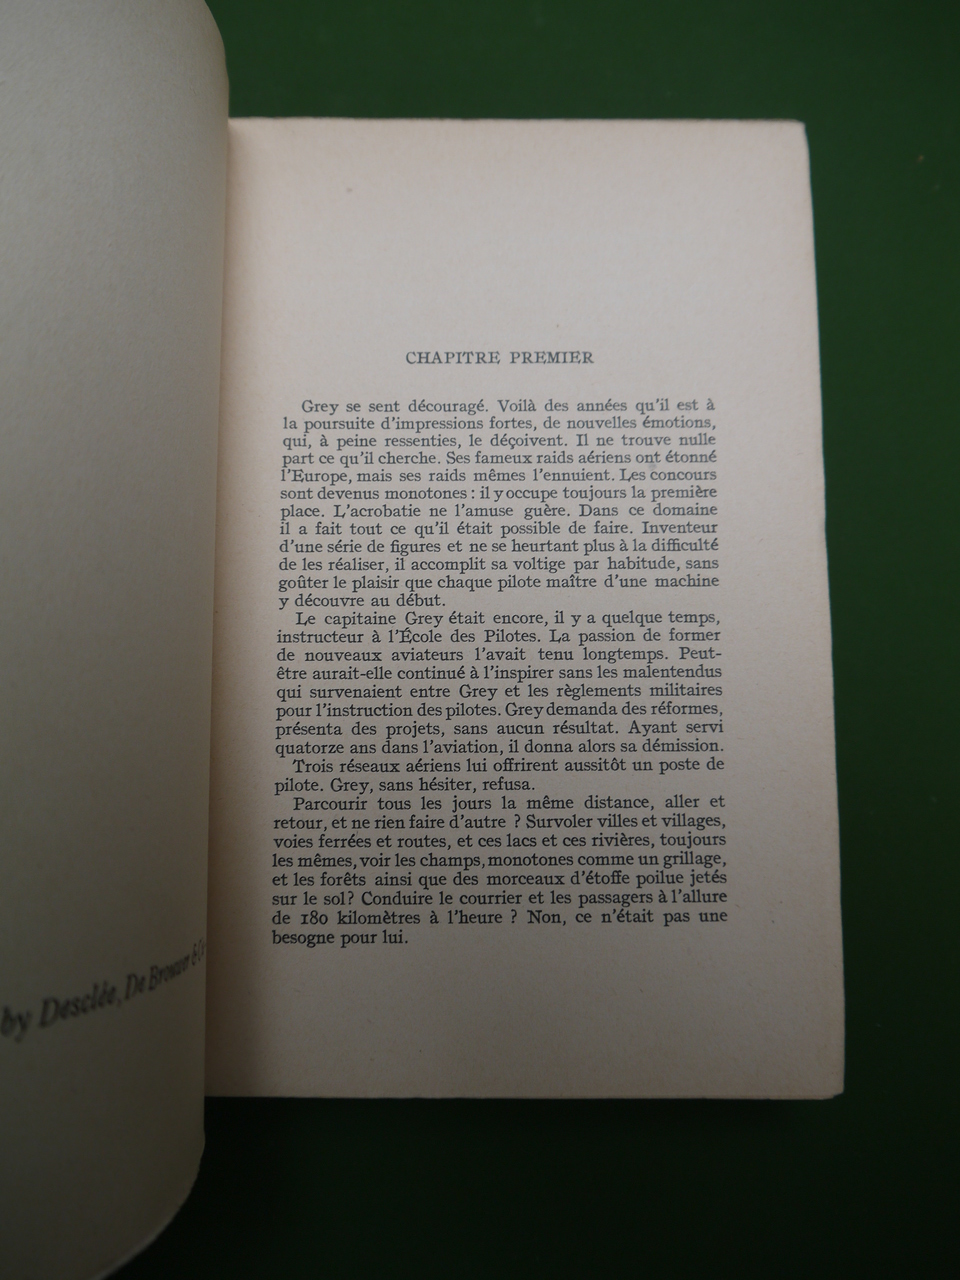 by Desclée, De Brouwer & C
CHAPITRE PREMIER
Grey se sent découragé. Voilà des années qu'il est à
la poursuite d'impressions fortes, de nouvelles émotions,
qui, à peine ressenties, le déçoivent. Il ne trouve nulle
part ce qu'il cherche. Ses fameux raids aériens ont étonné
l'Europe, mais ses raids mêmes l'ennuient. Les concours
sont devenus monotones : il y occupe toujours la première
place. L'acrobatie ne l'amuse guère. Dans ce domaine
il a fait tout ce qu'il était possible de faire. Inventeur
d'une série de figures et ne se heurtant plus à la difficulté
de les réaliser, il accomplit sa voltige par habitude, sans
goûter le plaisir que chaque pilote maître d'une machine
y découvre au début.
Le capitaine Grey était encore, il y a quelque temps,
instructeur à l'École des Pilotes. La passion de former
de nouveaux aviateurs l'avait tenu longtemps. Peut-
être aurait-elle continué à l'inspirer sans les malentendus
qui survenaient entre Grey et les règlements militaires
pour l'instruction des pilotes. Grey demanda des réformes,
présenta des projets, sans aucun résultat. Ayant servi
quatorze ans dans l'aviation, il donna alors sa démission.
Trois réseaux aériens lui offrirent aussitôt un poste de
pilote. Grey, sans hésiter, refusa.
Parcourir tous les jours la même distance, aller et
retour, et ne rien faire d'autre ? Survoler villes et villages,
voies ferrées et routes, et ces lacs et ces rivières, toujours
les mêmes, voir les champs, monotones comme un grillage,
et les forêts ainsi que des morceaux d'étoffe poilue jetés
sur le sol? Conduire le courrier et les passagers à l'allure
de 180 kilomètres à l'heure ? Non, ce n'était pas une
besogne pour lui.